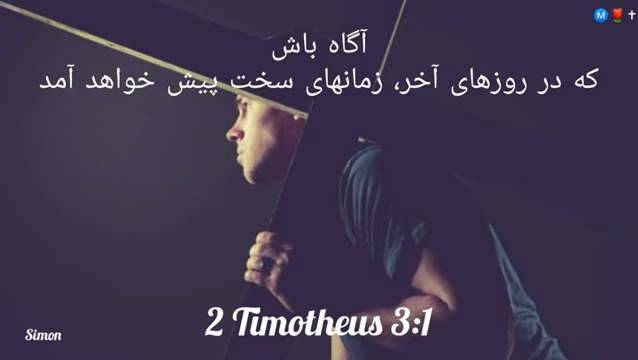 آگاه باش
که در روزهای آخر، زمانهای سخت پیش خواهد آمد
2 Timotheus 3:1
Simon
M